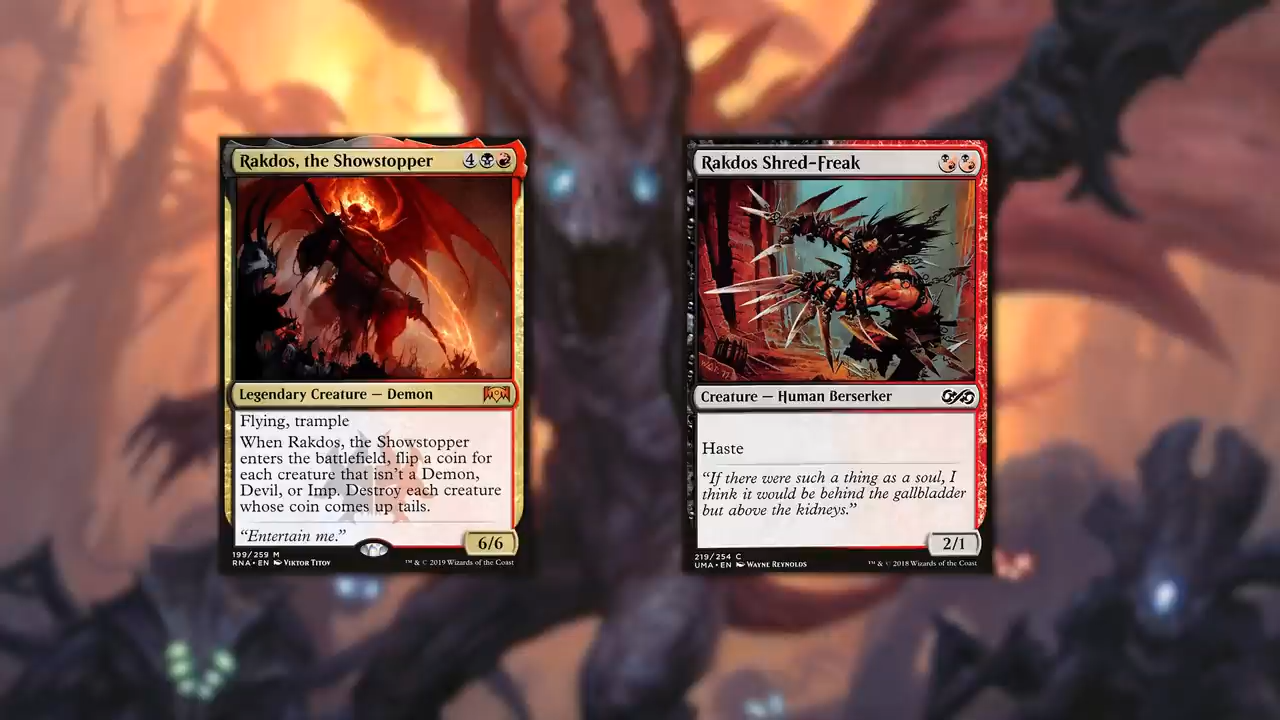 Rakdos, the Showstopper 4
Legendary Creature — Demon
Flying, trample
When Rakdos, the Showstopper
enters the battlefield, flip a coin for
each creature that isn't a Demon,
Devil, or Imp. Destroy each creature
whose coin comes up tails.
"Entertain me."
6/6
199/259 M
RNA • EN Viktor Titov ™ & © 2019 Wizards of the Coast
Rakdos Shred-Freak
Creature — Human Berserker
Haste
"If there were such a thing as a soul, I
think it would be behind the gallbladder
but above the kidneys."
2/1
219/254 C
UMA • EN Wayne Reynolds ™ & © 2018 Wizards of the Coast